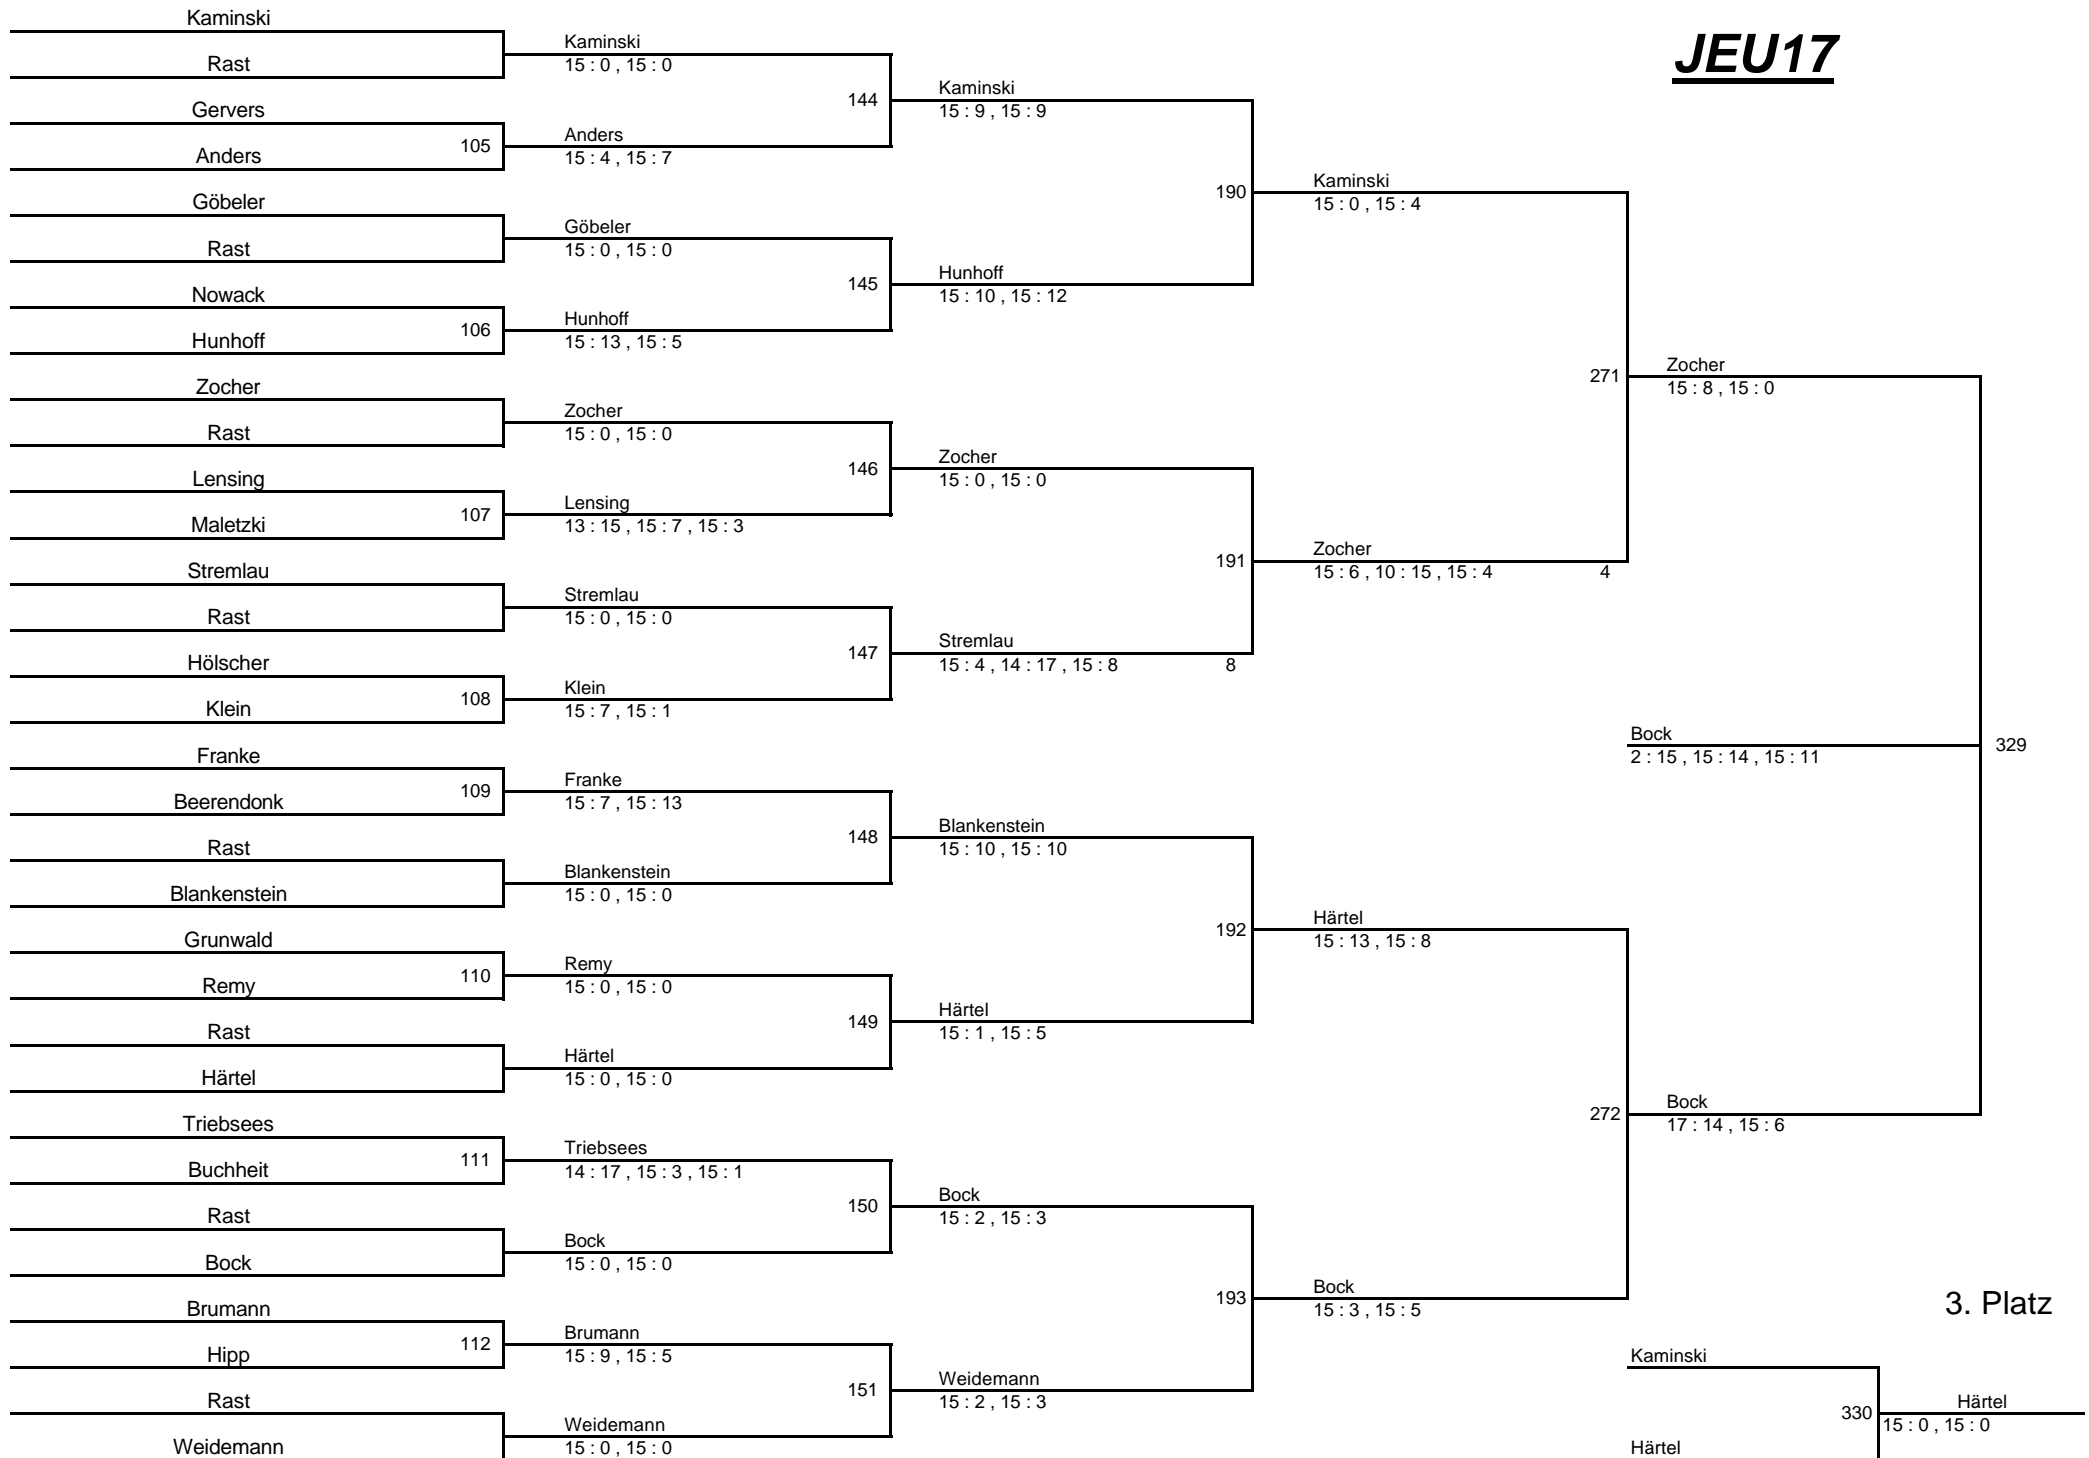 JEU17
Kaminski
Rast
Gervers
Anders
105
Göbeler
Rast
Nowack
Hunhoff
106
Zocher
Rast
Lensing
Maletzki
107
Stremlau
Rast
Hölscher
Klein
108
Franke
Beerendonk
109
Rast
Blankenstein
Grunwald
Remy
110
Rast
Härtel
Triebsees
Buchheit
111
Rast
Bock
Brumann
Hipp
112
Rast
Weidemann
Kaminski
15 : 0 , 15 : 0
Anders
15 : 4 , 15 : 7
144
Göbeler
15 : 0 , 15 : 0
Hunhoff
15 : 13 , 15 : 5
145
Zocher
15 : 0 , 15 : 0
Lensing
13 : 15 , 15 : 7 , 15 : 3
146
Stremlau
15 : 0 , 15 : 0
Klein
15 : 7 , 15 : 1
147
Franke
15 : 7 , 15 : 13
Blankenstein
15 : 0 , 15 : 0
148
Remy
15 : 0 , 15 : 0
Härtel
15 : 0 , 15 : 0
149
Triebsees
14 : 17 , 15 : 3 , 15 : 1
Bock
15 : 0 , 15 : 0
150
Brumann
15 : 9 , 15 : 5
Weidemann
15 : 0 , 15 : 0
151
Kaminski
15 : 9 , 15 : 9
Hunhoff
15 : 10 , 15 : 12
190
Zocher
15 : 0 , 15 : 0
Stremlau
15 : 4 , 14 : 17 , 15 : 8 8
191
Blankenstein
15 : 10 , 15 : 10
Härtel
15 : 1 , 15 : 5
192
Bock
15 : 2 , 15 : 3
Weidemann
15 : 2 , 15 : 3
193
Kaminski
15 : 0 , 15 : 4
Zocher
15 : 6 , 10 : 15 , 15 : 4 4
271
Härtel
15 : 13 , 15 : 8
Bock
15 : 3 , 15 : 5
272
Zocher
15 : 8 , 15 : 0
Bock
17 : 14 , 15 : 6
Bock
2 : 15 , 15 : 14 , 15 : 11
329
3. Platz
Kaminski
Härtel
330
Härtel
15 : 0 , 15 : 0